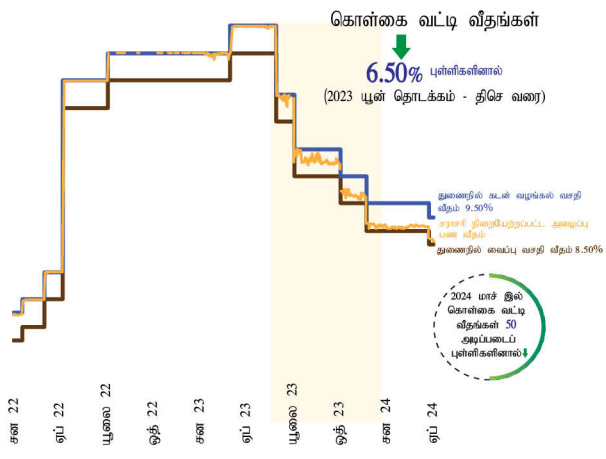 கொள்கை வட்டி வீதங்கள்
6.50% புள்ளிகளினால்
(2023 யூன் தொடக்கம் - திசெ வரை)
துணைநில் கடன் வழங்கல் வசதி
வீதம் 9.50%
சராசரி நிறையேற்றப்பட்ட அழைப்பு
பண வீதம்
துணைநில் வைப்பு வசதி வீதம் 8.50%
2024 மாச் இல்
கொள்கை வட்டி
வீதங்கள் 50
அடிப்படைப்
புள்ளிகளினால்
சன 22
ஏப் 22
யூலை 22
ஒத் 22
சன 23
ஏப் 23
யூலை 23
ஒத் 23
சன 24
ஏப் 24